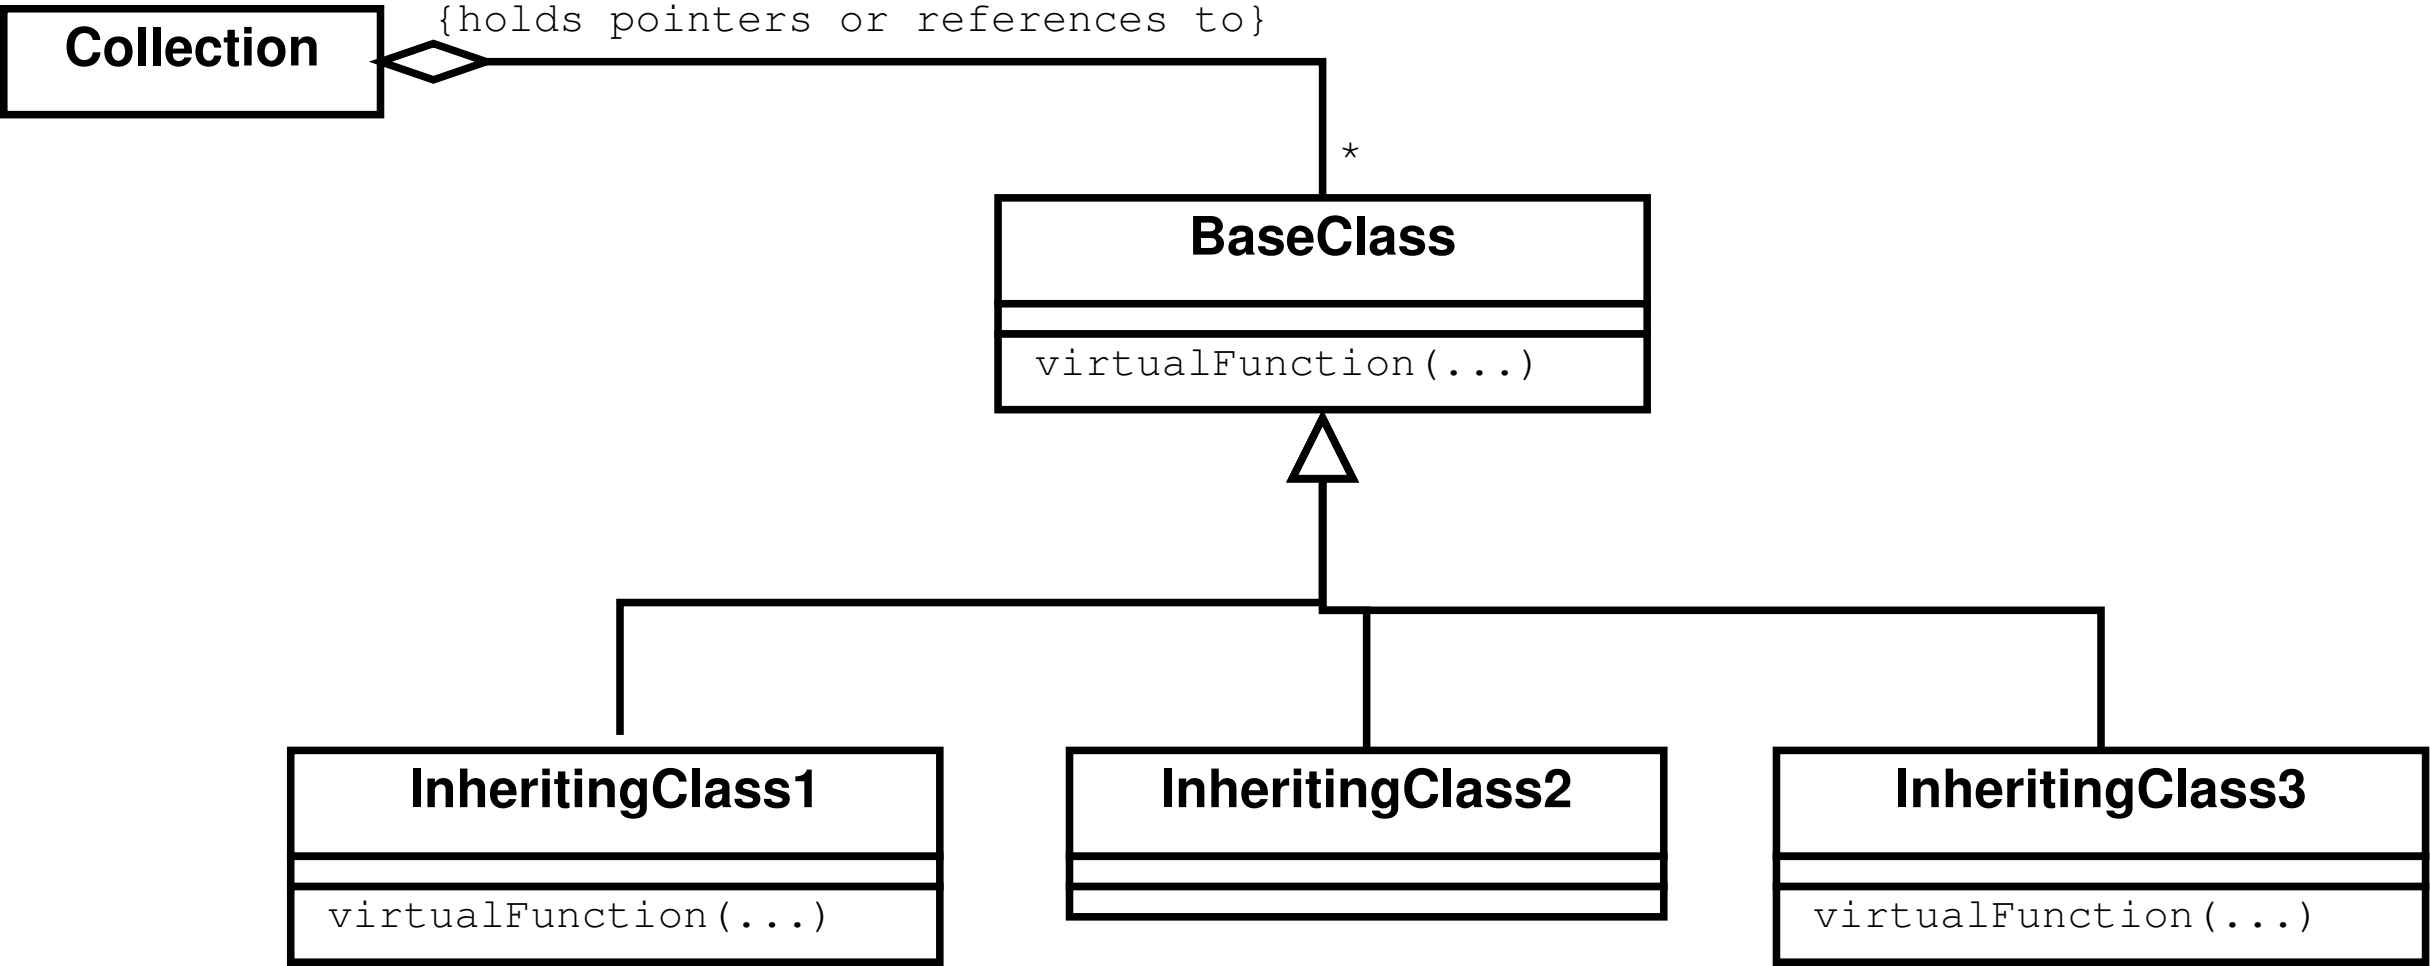 {holds pointers or references to}
Collection
*
BaseClass
virtualFunction(...)
InheritingClass1
InheritingClass2
InheritingClass3
virtualFunction(...)
virtualFunction(...)